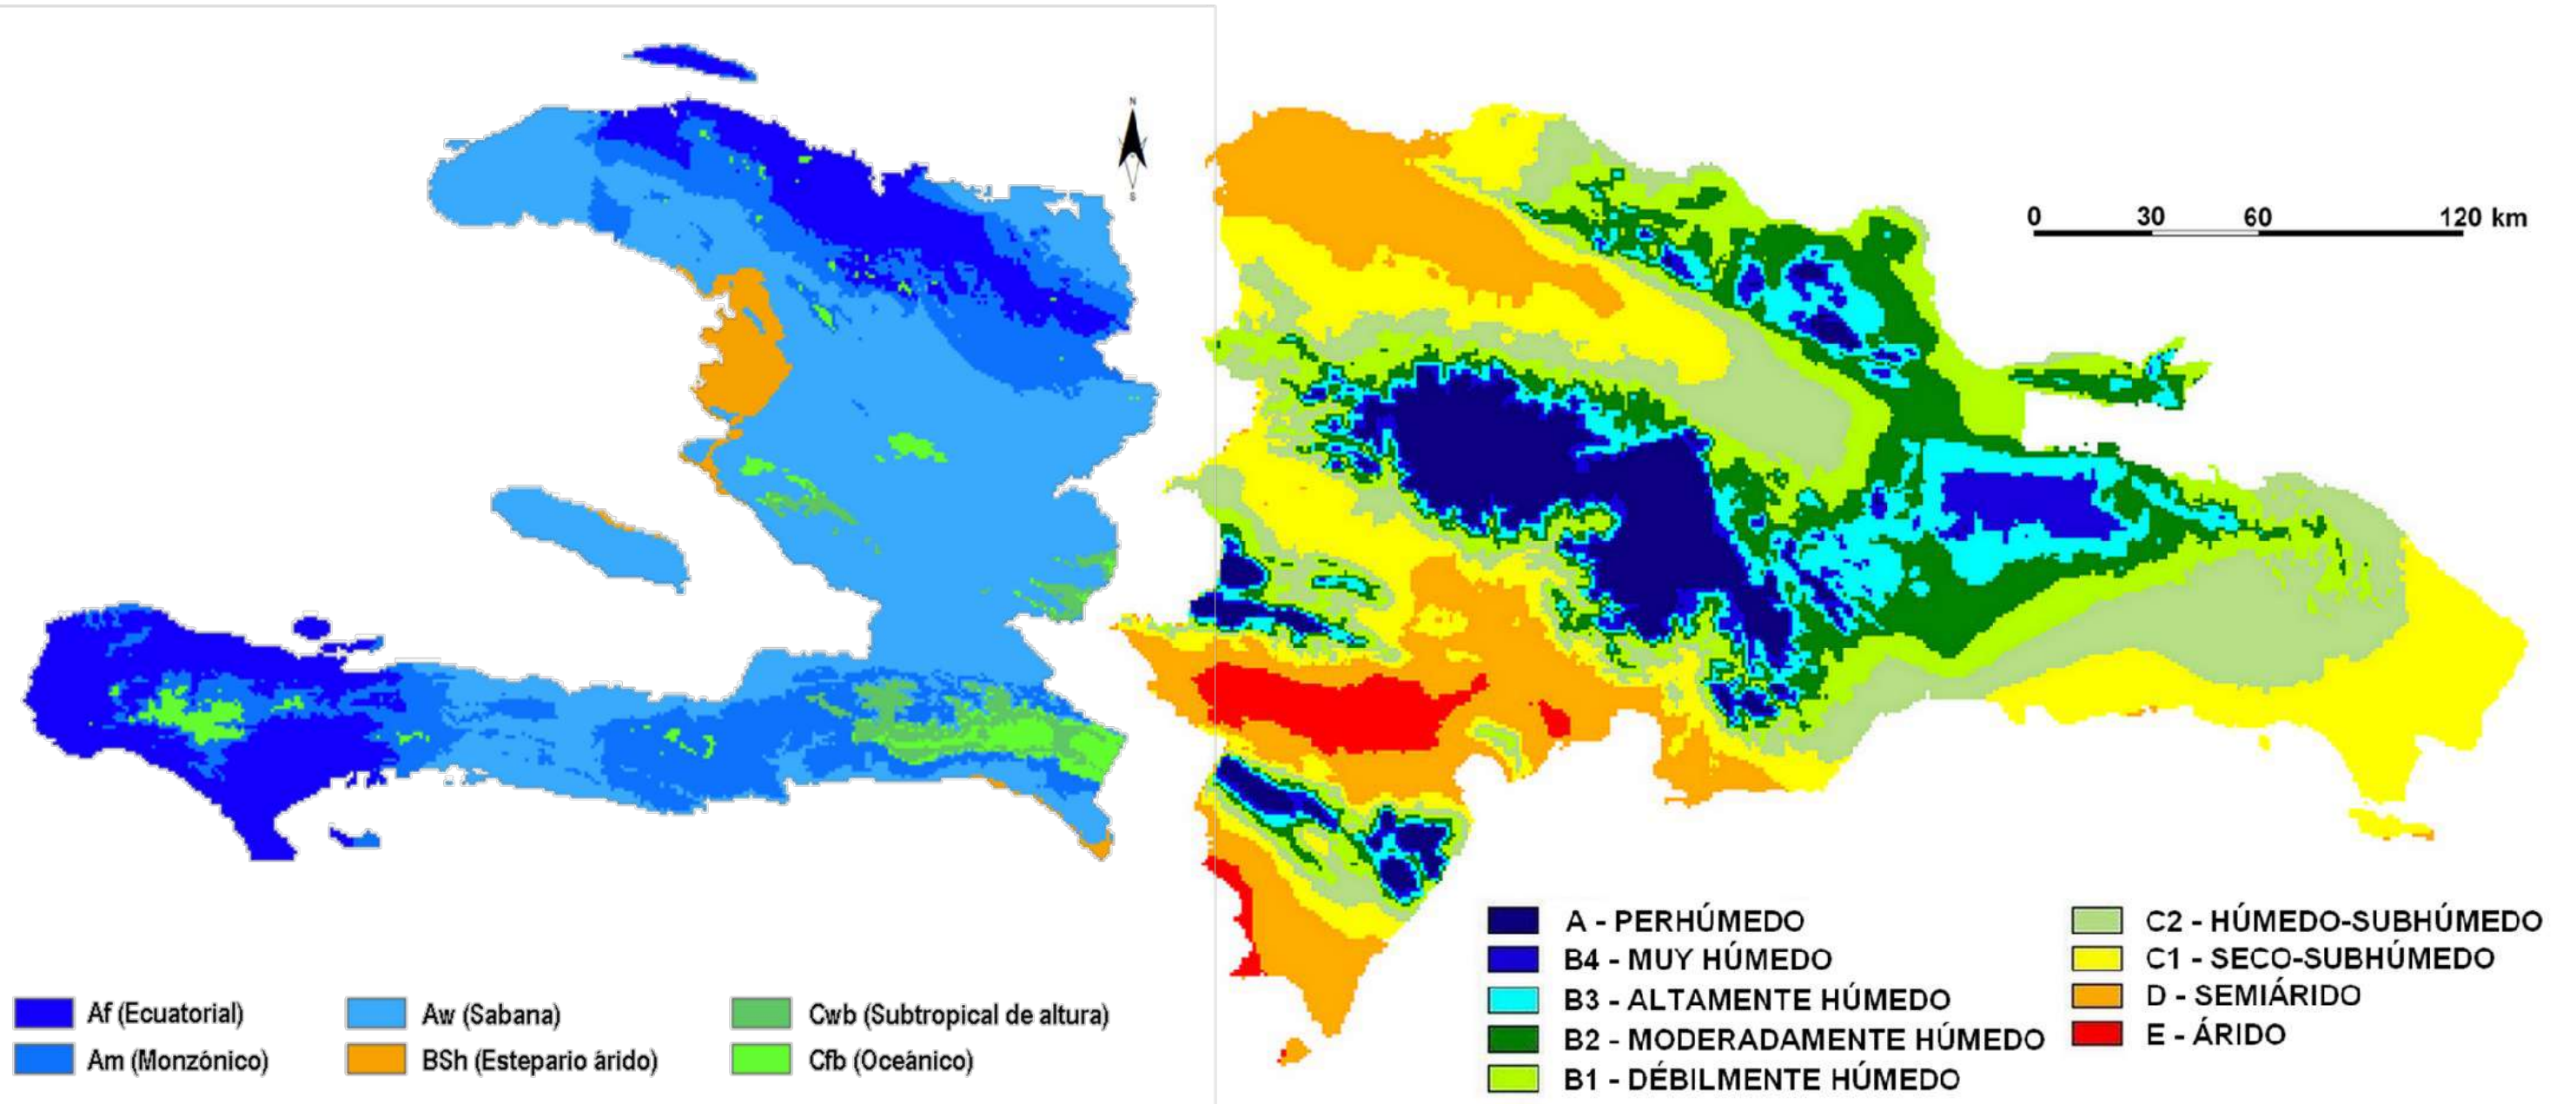 N
S
0 30 60 120 km
Af (Ecuatorial)
Am (Monzónico)
Aw (Sabana)
BSh (Estepario árido)
Cwb (Subtropical de altura)
Cfb (Oceánico)
A - PERHÚMEDO
B4 - MUY HÚMEDO
B3 - ALTAMENTE HÚMEDO
B2 - MODERADAMENTE HÚMEDO
B1 - DÉBILMENTE HÚMEDO
C2 - HÚMEDO-SUBHÚMEDO
C1 - SECO-SUBHÚMEDO
D - SEMIÁRIDO
E - ÁRIDO